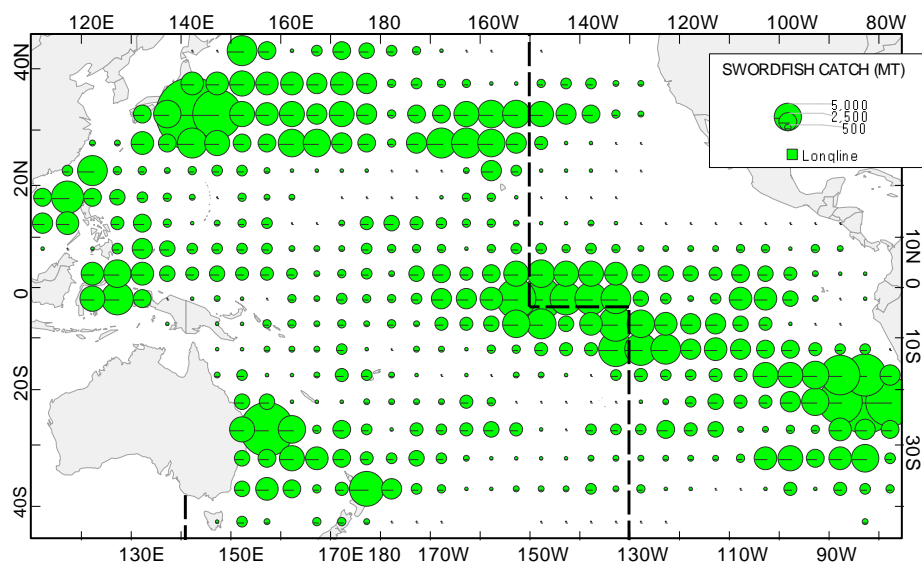 120E 140E 160E 180 160W 140W 120W 100W 80W
40N
20N
0
20S
40S
SWORDFISH CATCH (MT)
5,000
2,500
500
Longline
10N
0
10S
30S
130E 150E 170E 180 170W 150W 130W 110W 90W